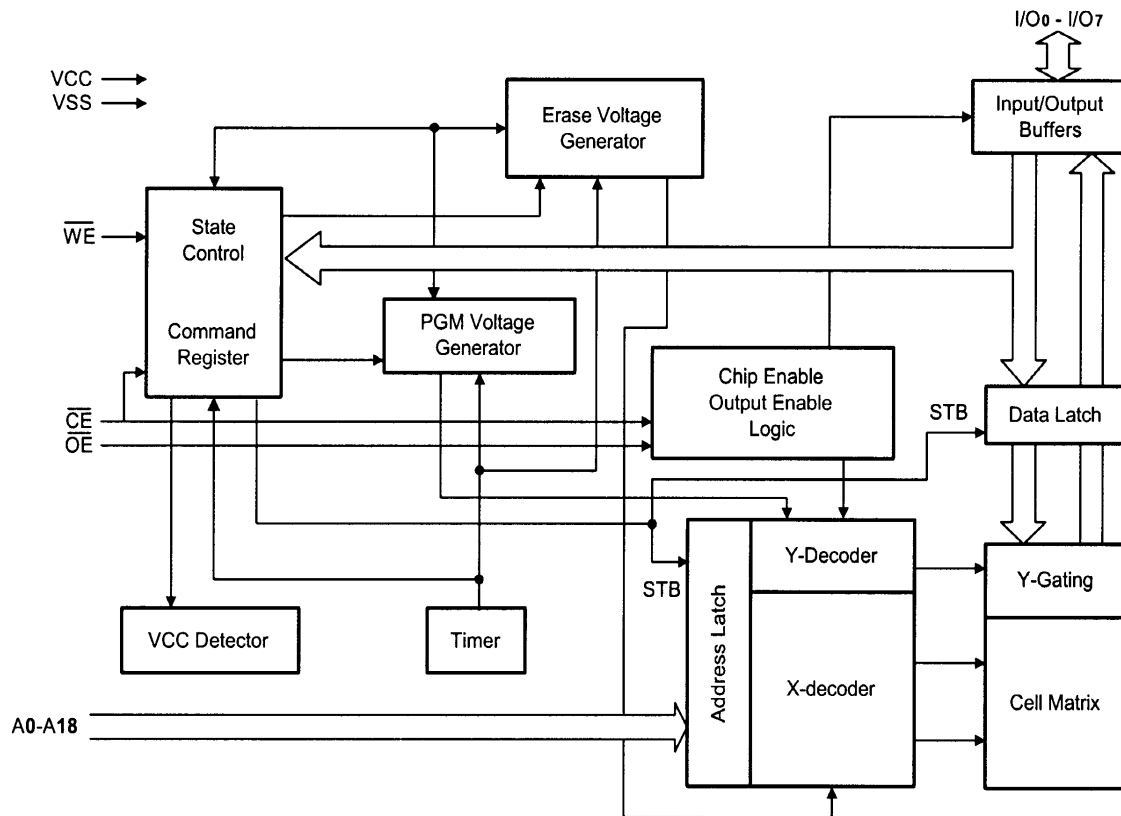 I/O0 - I/O7
VCC
VSS
Input/Output
Buffers
Erase Voltage
Generator
State
Control
Command
Register
WE
PGM Voltage
Generator
Chip Enable
Output Enable
Logic
CE
OE
STB
Data Latch
Y-Decoder
Y-Gating
STB
VCC Detector
Timer
Address Latch
X-decoder
Cell Matrix
A0-A18